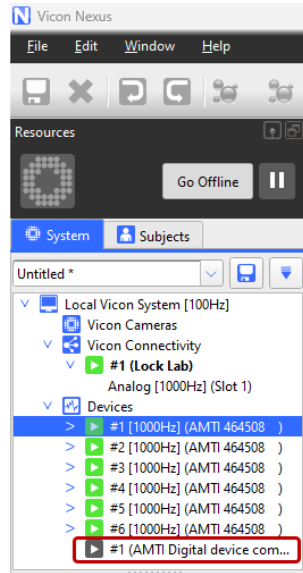 Vicon Nexus
File Edit Window Help
Resources
Go Offline
System Subjects
Untitled *
Local Vicon System [100Hz]
Vicon Cameras
Vicon Connectivity
#1 (Lock Lab)
Analog [1000Hz] (Slot 1)
Devices
#1 [1000Hz] (AMTI 464508 )
#2 [1000Hz] (AMTI 464508 )
#3 [1000Hz] (AMTI 464508 )
#4 [1000Hz] (AMTI 464508 )
#5 [1000Hz] (AMTI 464508 )
#6 [1000Hz] (AMTI 464508 )
#1 (AMTI Digital device com...